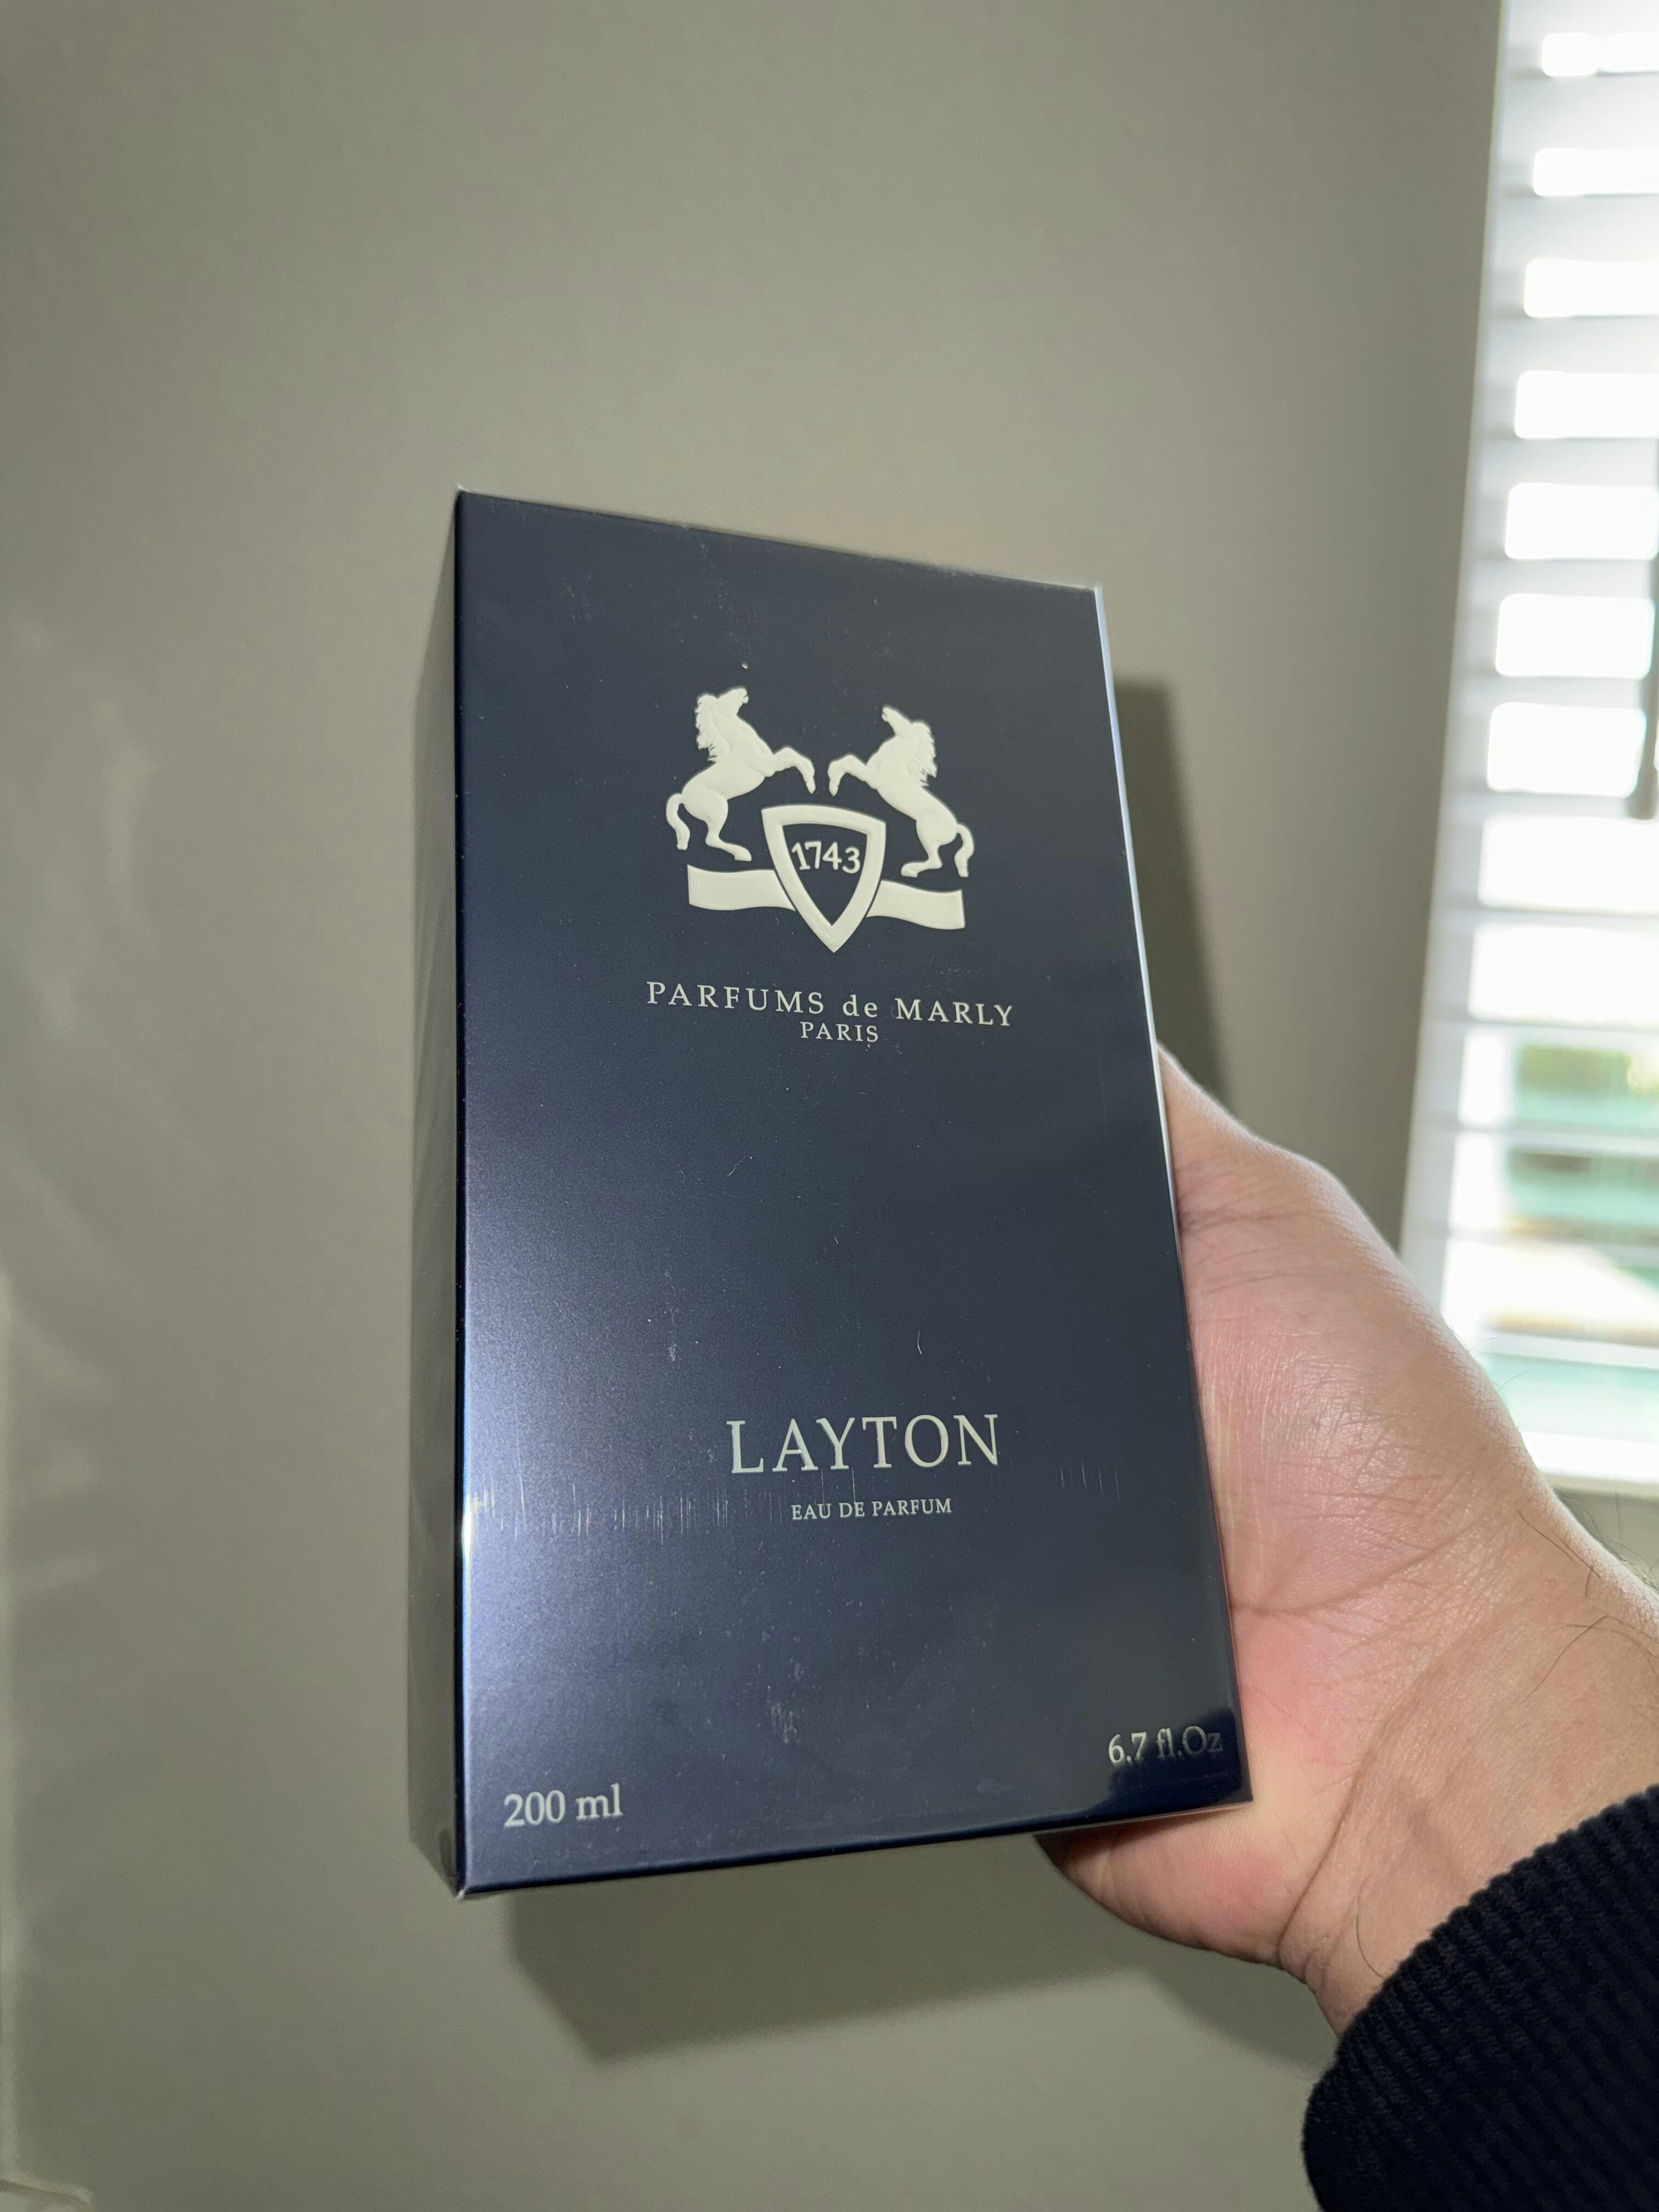 1743
PARFUMS de MARLY
PARIS
LAYTON
EAU DE PARFUM
200 ml
6.7 fl.Oz